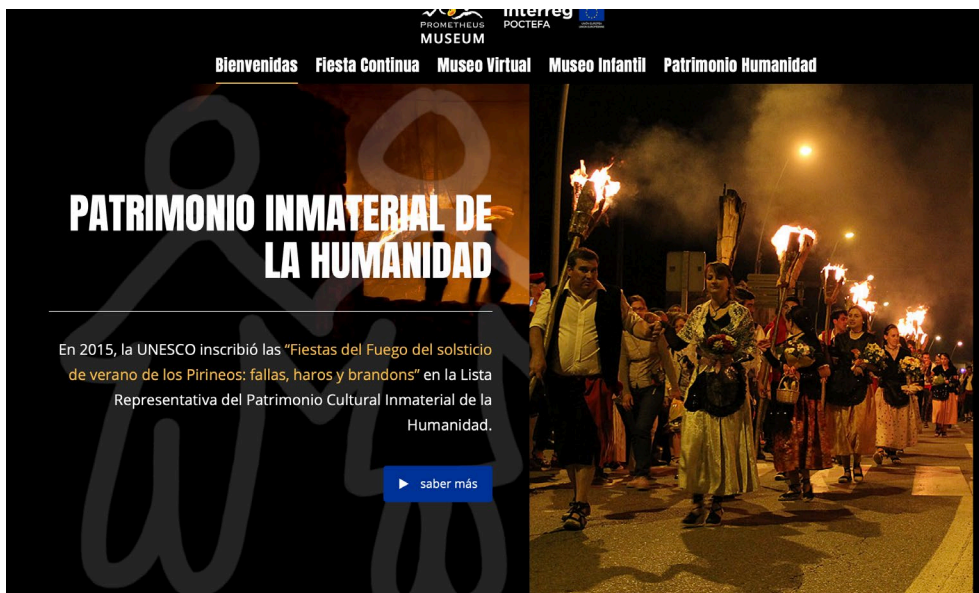 PROMETHEUS
MUSEUM
Interreg
POCTEFA
Bienvenidas Fiesta Continua Museo Virtual Museo Infantil Patrimonio Humanidad
PATRIMONIO INMATERIAL DE
LA HUMANIDAD
En 2015, la UNESCO inscribió las “Fiestas del Fuego del solsticio
de verano de los Pirineos: fallas, haros y brandons” en la Lista
Representativa del Patrimonio Cultural Inmaterial de la
Humanidad.
saber más